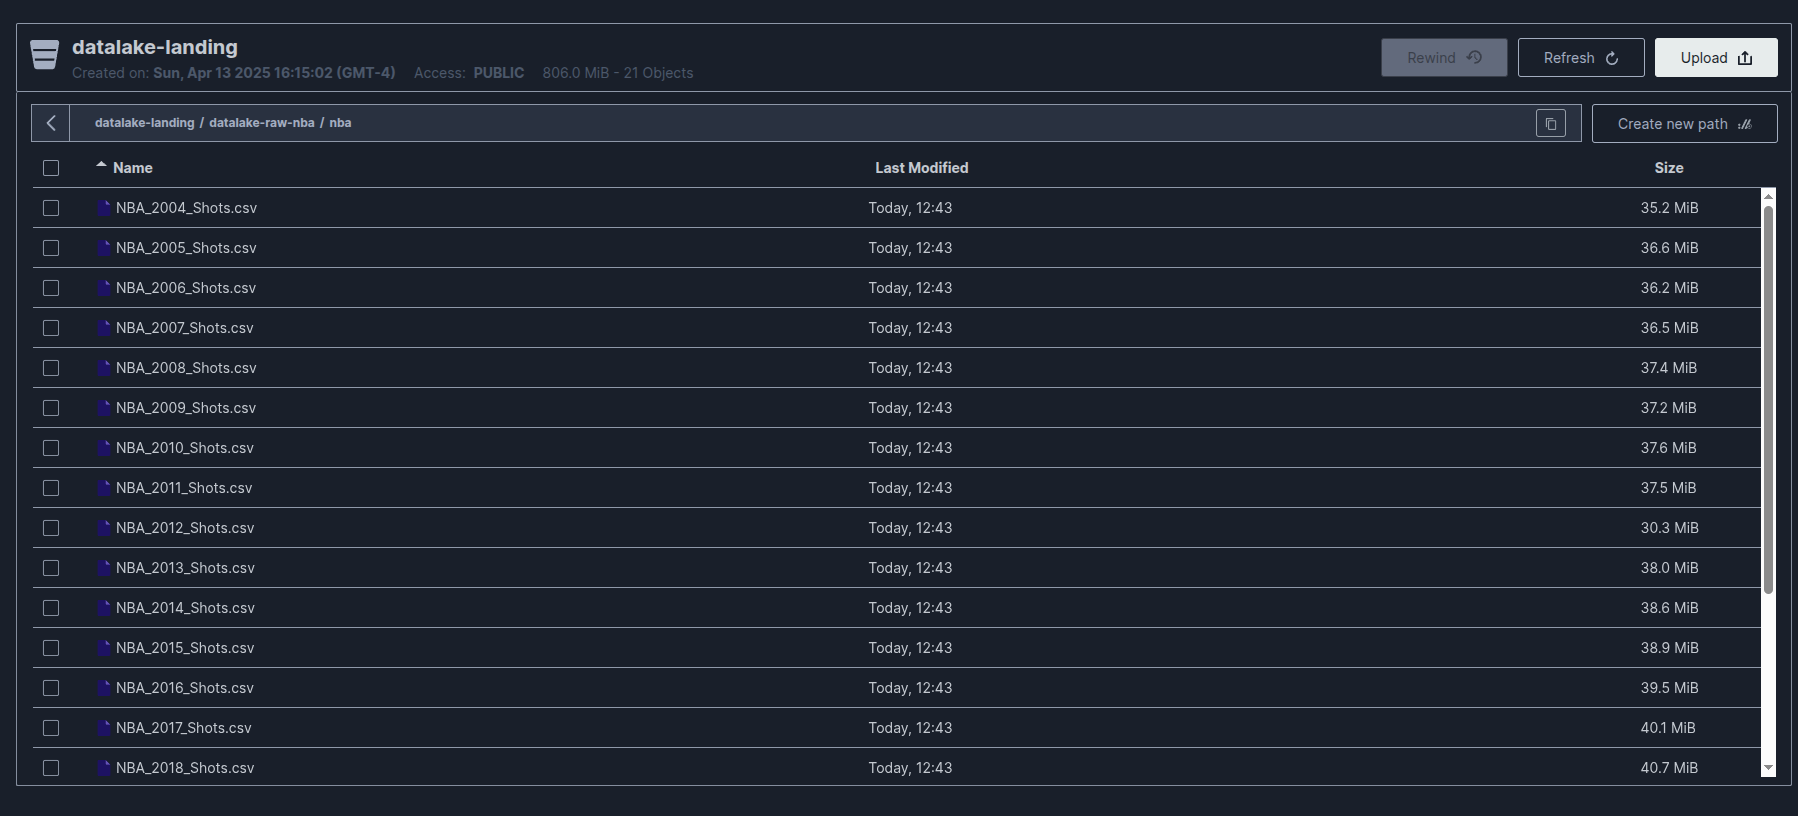 datalake-landing
Created on: Sun, Apr 13 2025 16:15:02 (GMT-4) Access: PUBLIC 806.0 MiB - 21 Objects
Rewind Refresh Upload
datalake-landing / datalake-raw-nba / nba
Create new path
Name Last Modified Size
NBA_2004_Shots.csv Today, 12:43 35.2 MiB
NBA_2005_Shots.csv Today, 12:43 36.6 MiB
NBA_2006_Shots.csv Today, 12:43 36.2 MiB
NBA_2007_Shots.csv Today, 12:43 36.5 MiB
NBA_2008_Shots.csv Today, 12:43 37.4 MiB
NBA_2009_Shots.csv Today, 12:43 37.2 MiB
NBA_2010_Shots.csv Today, 12:43 37.6 MiB
NBA_2011_Shots.csv Today, 12:43 37.5 MiB
NBA_2012_Shots.csv Today, 12:43 30.3 MiB
NBA_2013_Shots.csv Today, 12:43 38.0 MiB
NBA_2014_Shots.csv Today, 12:43 38.6 MiB
NBA_2015_Shots.csv Today, 12:43 38.9 MiB
NBA_2016_Shots.csv Today, 12:43 39.5 MiB
NBA_2017_Shots.csv Today, 12:43 40.1 MiB
NBA_2018_Shots.csv Today, 12:43 40.7 MiB